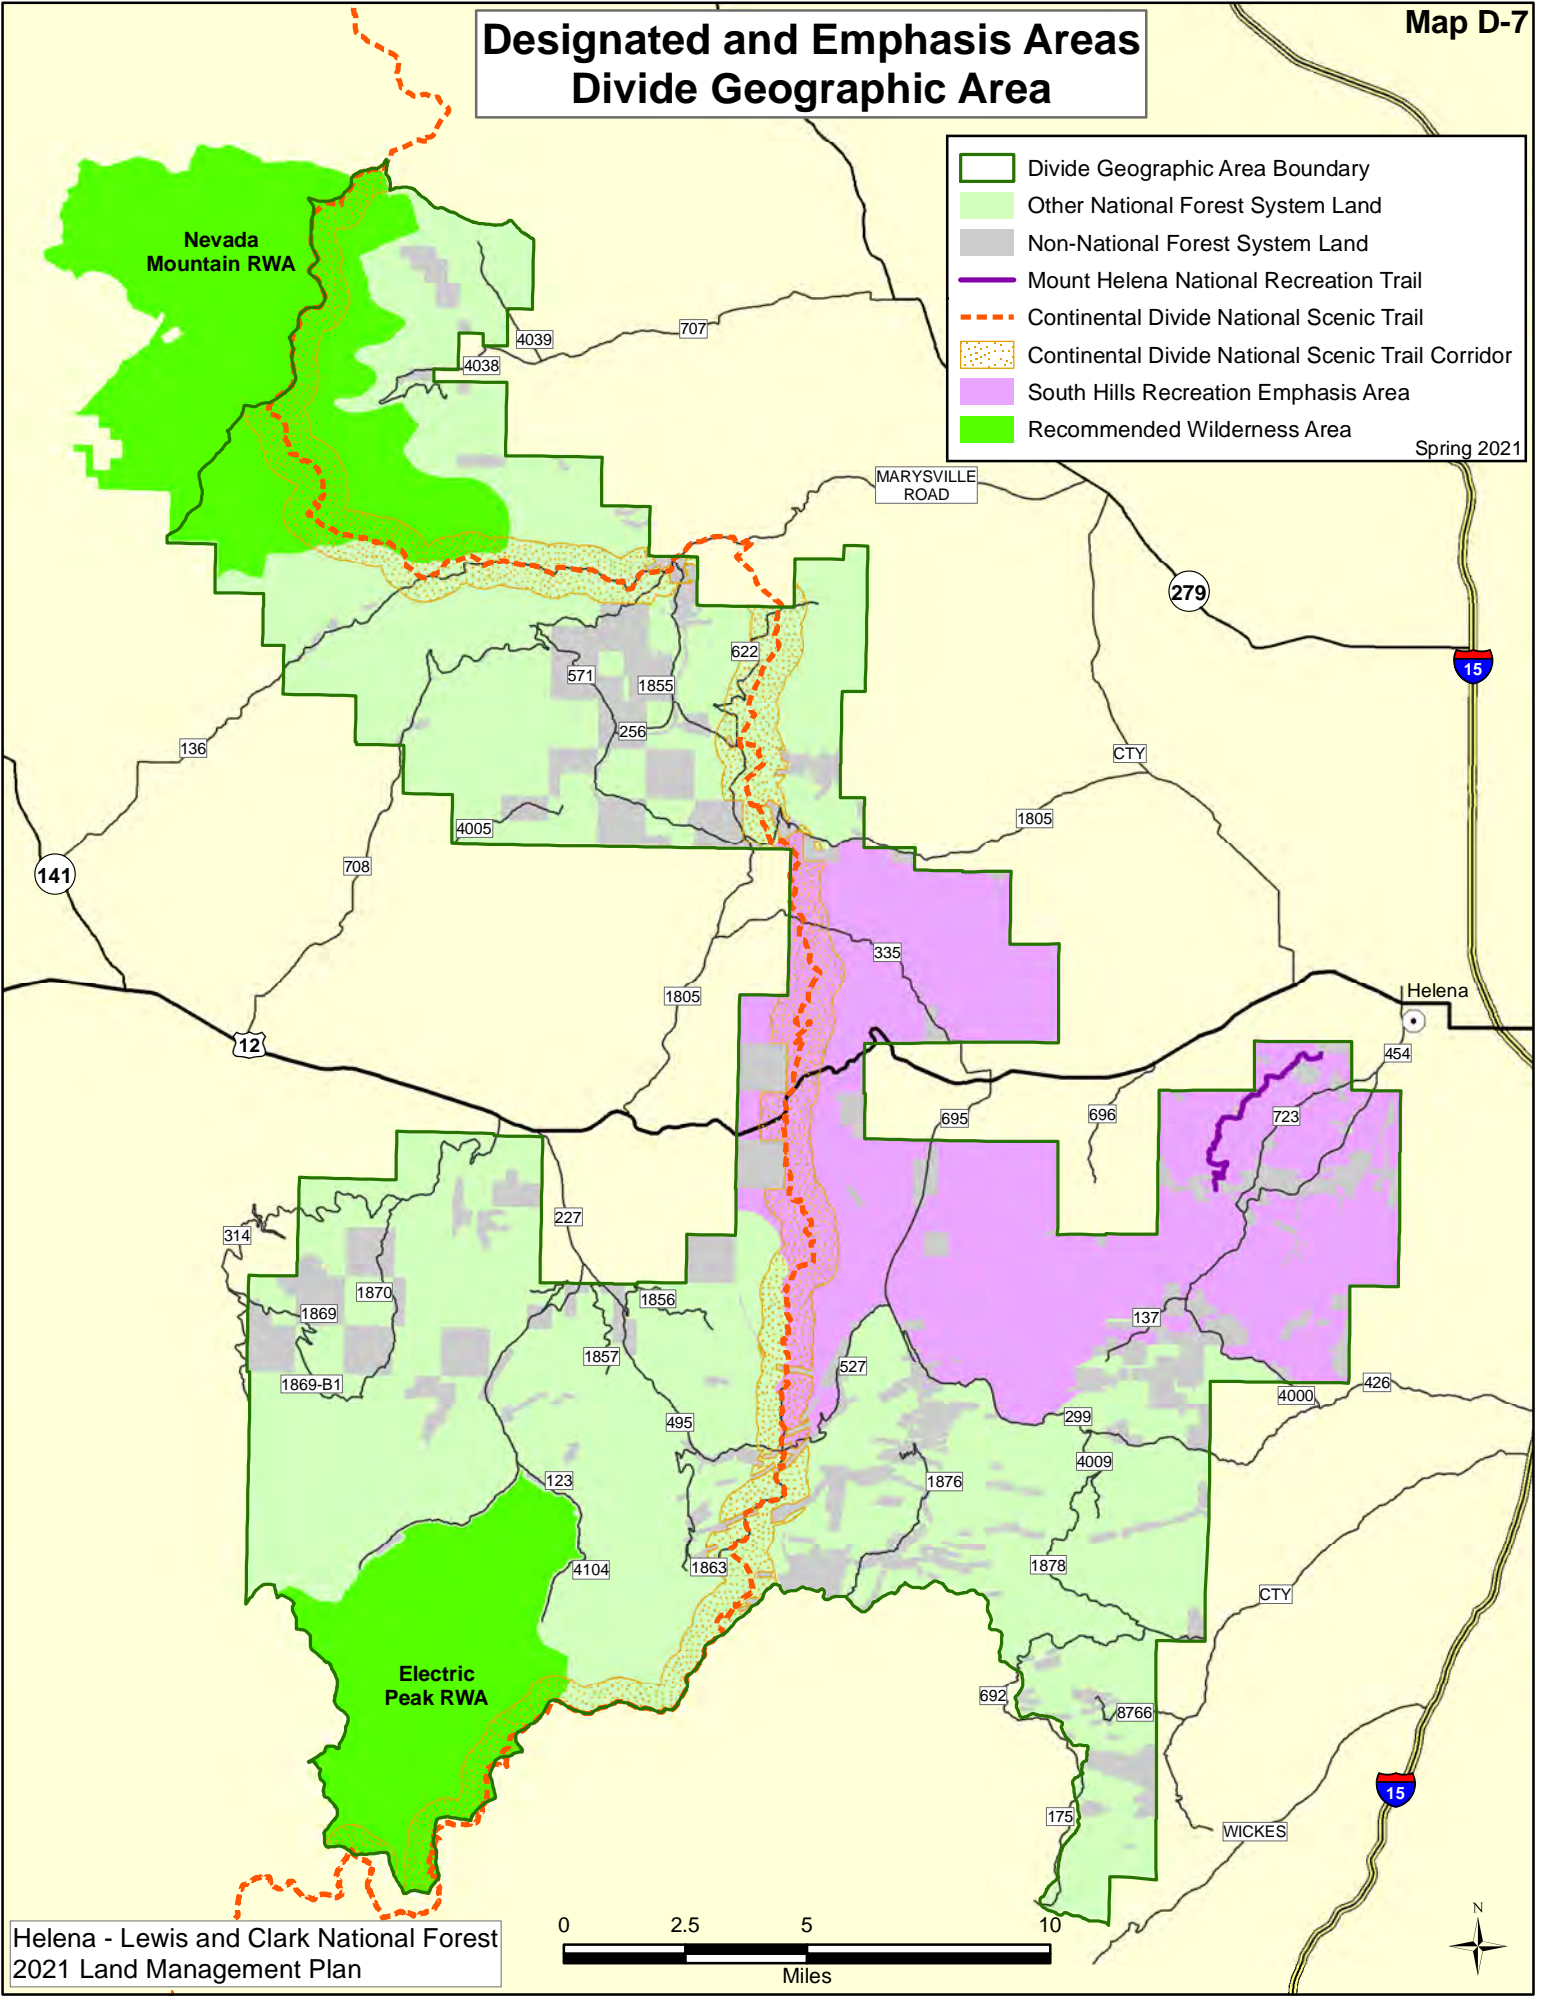 Map D-7
Designated and Emphasis Areas
Divide Geographic Area
Divide Geographic Area Boundary
Other National Forest System Land
Non-National Forest System Land
Mount Helena National Recreation Trail
Continental Divide National Scenic Trail
Continental Divide National Scenic Trail Corridor
South Hills Recreation Emphasis Area
Recommended Wilderness Area
Spring 2021
Nevada
Mountain RWA
707
4039
4038
MARYSVILLE
ROAD
279
15
622
571
1855
256
136
CTY
1805
4005
708
141
335
1805
Helena
12
454
695
696
723
227
314
1870
1856
1869
137
1857
527
1869-B1
426
4000
495
299
123
4009
1876
4104
1863
1878
CTY
Electric
Peak RWA
692
8766
15
175
WICKES
N
0
2.5
5
10
Miles
Helena - Lewis and Clark National Forest
2021 Land Management Plan